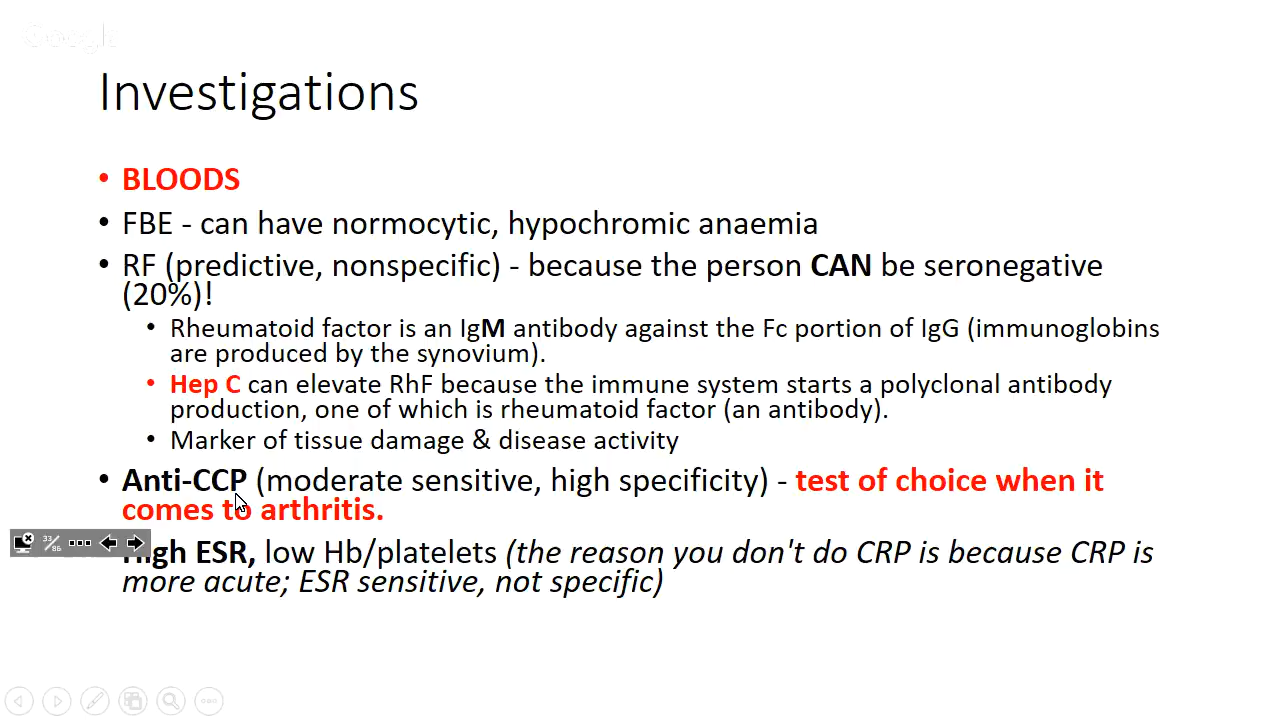 Investigations
• BLOODS
• FBE - can have normocytic, hypochromic anaemia
• RF (predictive, nonspecific) - because the person CAN be seronegative
(20%)!
• Rheumatoid factor is an IgM antibody against the Fc portion of IgG (immunoglobins
are produced by the synovium).
• Hep C can elevate RhF because the immune system starts a polyclonal antibody
production, one of which is rheumatoid factor (an antibody).
• Marker of tissue damage & disease activity
• Anti-CCP (moderate sensitive, high specificity) - test of choice when it
comes to arthritis.
33/86
High ESR, low Hb/platelets (the reason you don't do CRP is because CRP is
more acute; ESR sensitive, not specific)